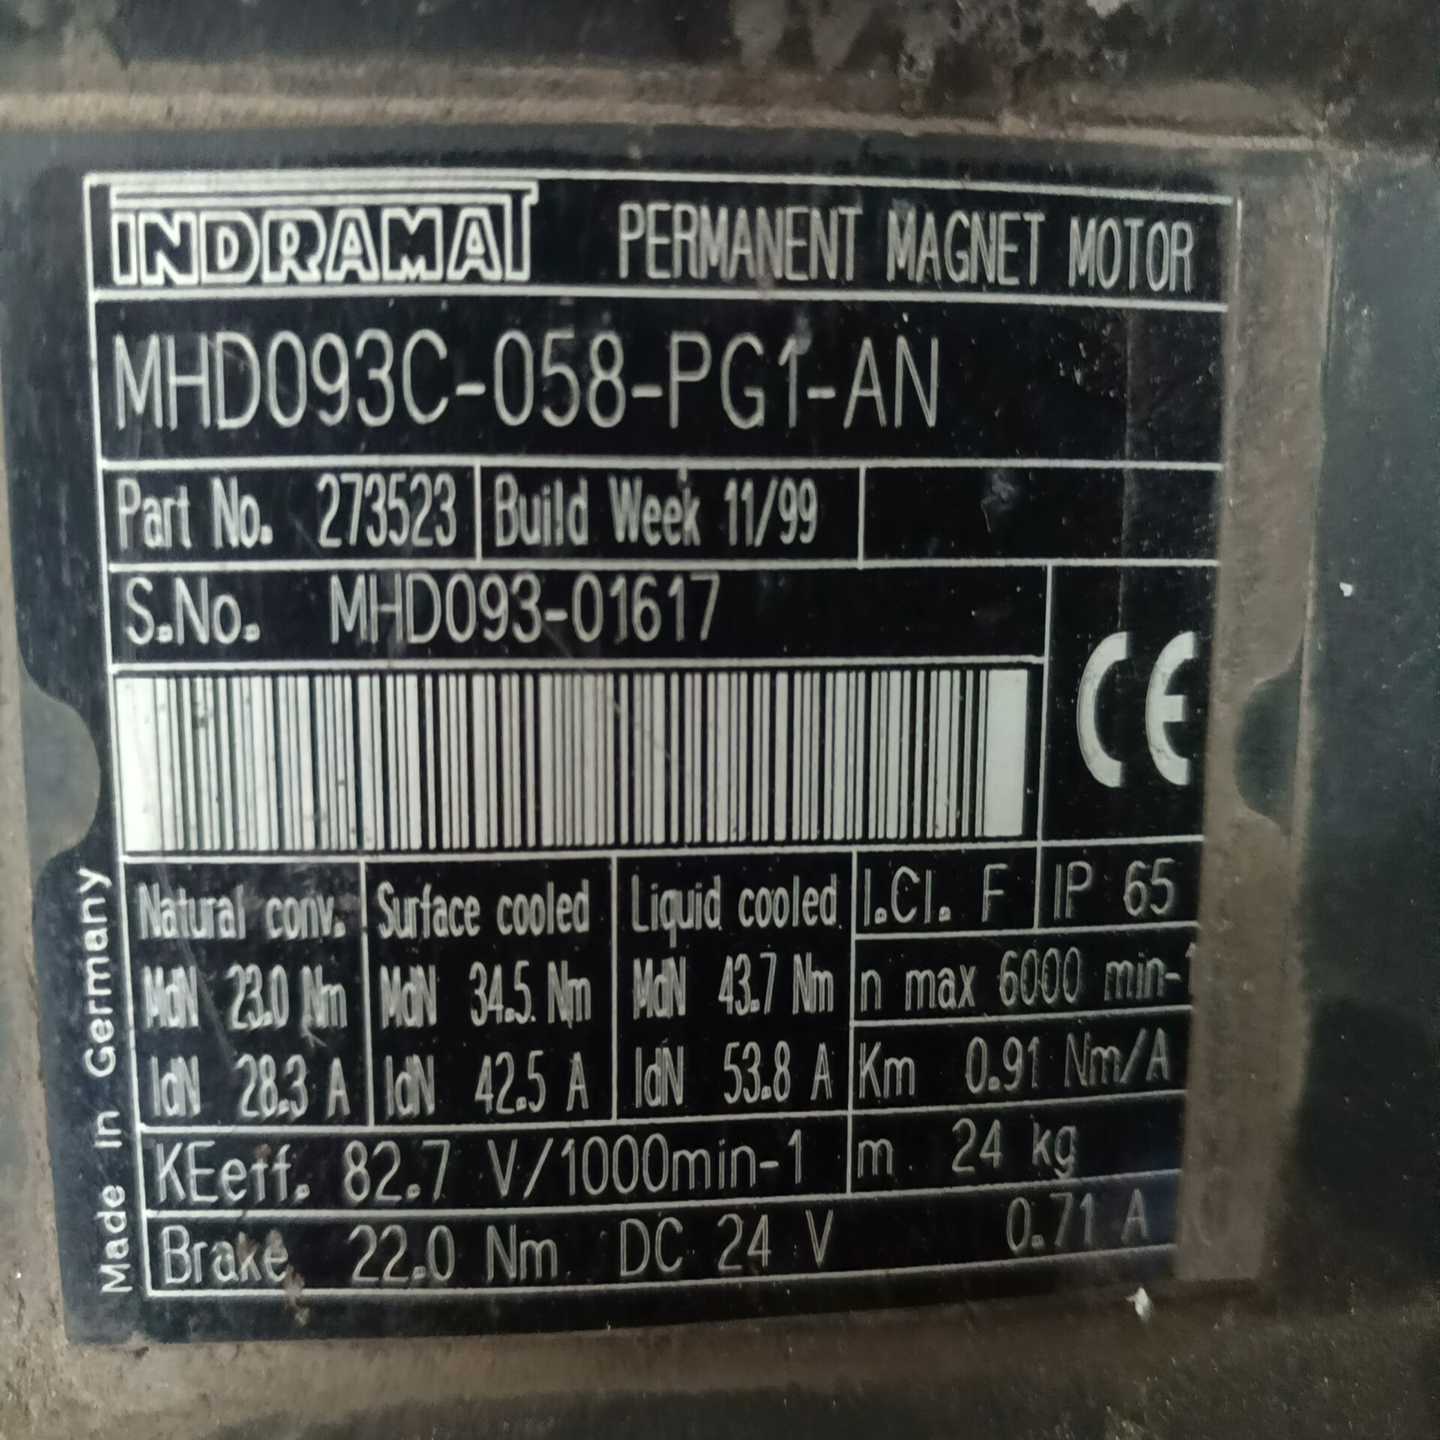 INDRAMAT PERMANENT MAGNET MOTOR
MHD093C-058-PG1-AN
Part No. 273523 Build Week 11/99
S.No. MHD093-01617
CE
Natural conv. Surface cooled Liquid cooled I.Cl. F IP 65
MdN 23.0 Nm MdN 34.5 Nm MdN 43.7 Nm n max 6000 min-1
IdN 28.3 A IdN 42.5 A IdN 53.8 A Km 0.91 Nm/A
KEeff. 82.7 V/1000min-1 m 24 kg
Brake 22.0 Nm DC 24 V 0.71 A
Made in Germany